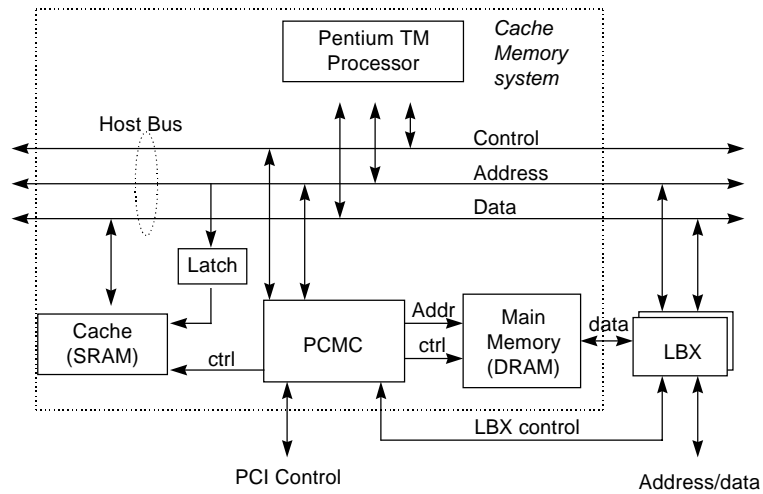 Pentium TM
Processor
Cache
Memory
system
Host Bus
Control
Address
Data
Latch
Cache
(SRAM)
ctrl
PCMC
Addr
ctrl
Main
Memory
(DRAM)
data
LBX
LBX control
PCI Control
Address/data